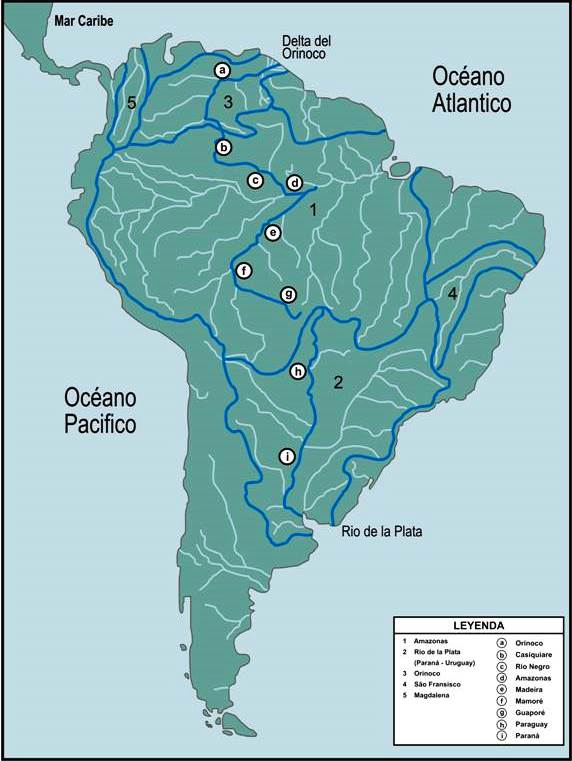 Mar Caribe
Delta del
Orinoco
Océano
Atlantico
a
5
3
b
c
d
1
e
f
g
4
h
2
Océano
Pacifico
i
Rio de la Plata
LEYENDA
1 Amazonas
2 Rio de la Plata
(Paraná - Uruguay)
3 Orinoco
4 São Fransisco
5 Magdalena
a Orinoco
b Casiquiare
c Rio Negro
d Amazonas
e Madeira
f Mamoré
g Guaporé
h Paraguay
i Paraná